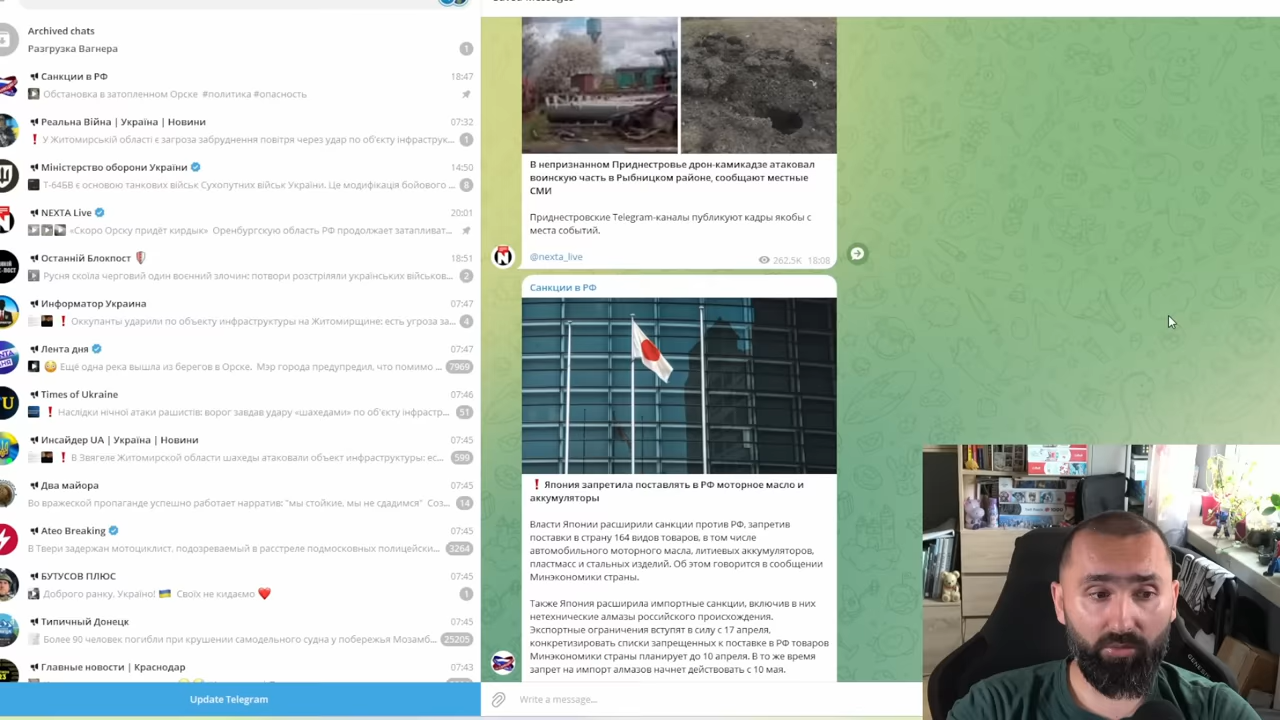 Archived chats
Разгрузка Вагнера
1
Санкции в РФ
18:47
Обстановка в затопленном Орске #политика #опасность
Реальна Війна | Україна | Новини
07:32
У Житомирській області є загроза забруднення повітря через удар по об'єкту інфраструк...
1
Міністерство оборони України
14:50
Т-64БВ є основою танкових військ Сухопутних військ України. Це модифікація бойового ...
8
NEXTA Live
20:01
«Скоро Орску придёт кирдык» Оренбургскую область РФ продолжает затапливат...
Останній Блокпост
18:51
Русня скоїла черговий один воєнний злочин: потвори розстріляли українських військов...
2
Информатор Украина
07:47
Оккупанты ударили по объекту инфраструктуры на Житомирщине: есть угроза за...
4
Лента дня
07:47
Ещё одна река вышла из берегов в Орске. Мэр города предупредил, что помимо ...
7969
Times of Ukraine
07:46
Наслідки нічної атаки рашистів: ворог завдав удару «шахедами» по об'єкту інфрастр...
51
Инсайдер UA | Україна | Новини
07:45
В Звягеле Житомирской области шахеды атаковали объект инфраструктуры: ес...
599
Два майора
07:45
Во вражеской пропаганде успешно работает нарратив: "мы стойкие, мы не сдадимся" Соз...
14
Ateo Breaking
07:45
В Твери задержан мотоциклист. подозреваемый в расстреле подмосковных полицейски...
3264
БУТУСОВ ПЛЮС
07:45
Доброго ранку. Україно! Своїх не кидаємо
1
Типичный Донецк
07:45
Более 90 человек погибли при крушении самодельного судна у побережья Мозамб...
25205
Главные новости | Краснодар
07:43
Update Telegram
В непризнанном Приднестровье дрон-камикадзе атаковал
воинскую часть в Рыбницком районе, сообщают местные
СМИ
Приднестровские Telegram-каналы публикуют кадры якобы с
места событий.
@nexta_live
262.5K 18:08
Санкции в РФ
Япония запретила поставлять в РФ моторное масло и
аккумуляторы
Власти Японии расширили санкции против РФ, запретив
поставки в страну 164 видов товаров, в том числе
автомобильного моторного масла, литиевых аккумуляторов,
пластмасс и стальных изделий. Об этом говорится в сообщении
Минэкономики страны.
Также Япония расширила импортные санкции, включив в них
нетехнические алмазы российского происхождения.
Экспортные ограничения вступят в силу с 17 апреля,
конкретизировать списки запрещенных к поставке в РФ товаров
Минэкономики страны планирует до 10 апреля. В то же время
запрет на импорт алмазов начнет действовать с 10 мая.
Write a message...